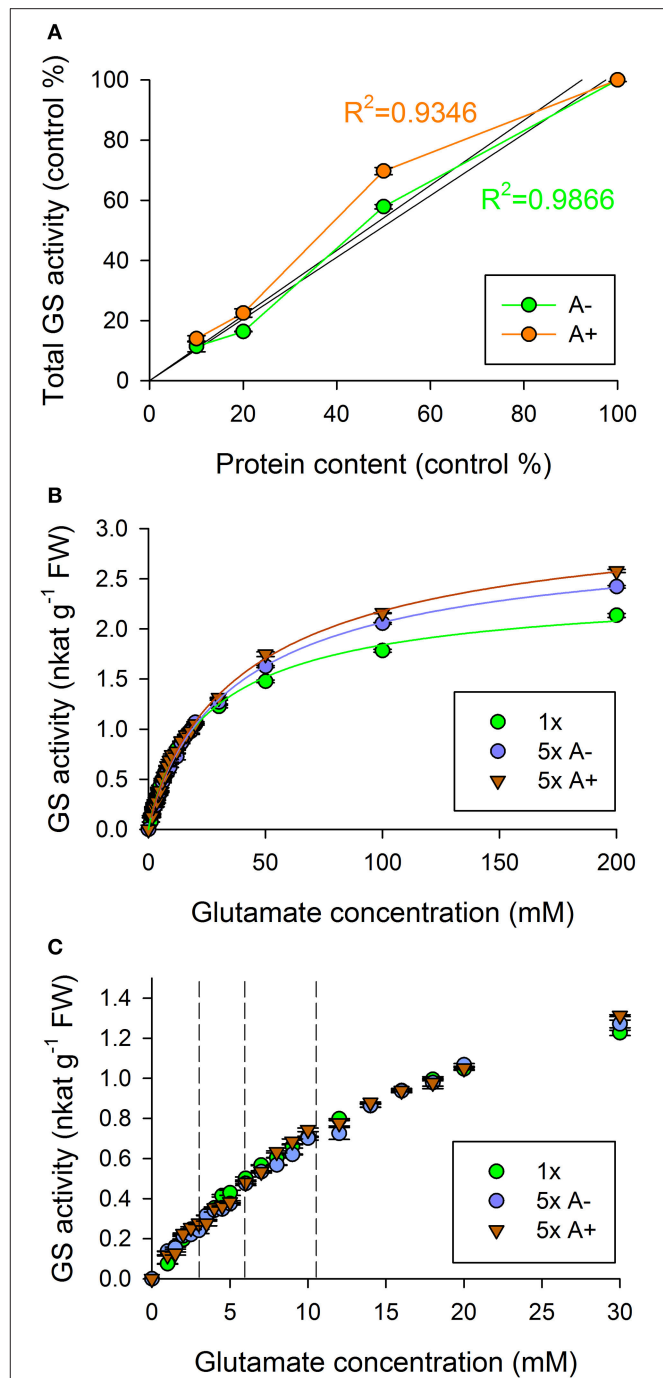 A
Total GS activity (control %)
100
80
60
40
20
0
R²=0.9346
R²=0.9866
A-
A+
0 20 40 60 80 100
Protein content (control %)
B
GS activity (nkat g⁻¹ FW)
3.0
2.5
2.0
1.5
1.0
0.5
0.0
1x
5x A-
5x A+
0 50 100 150 200
Glutamate concentration (mM)
C
GS activity (nkat g⁻¹ FW)
1.4
1.2
1.0
0.8
0.6
0.4
0.2
0.0
1x
5x A-
5x A+
0 5 10 15 20 25 30
Glutamate concentration (mM)